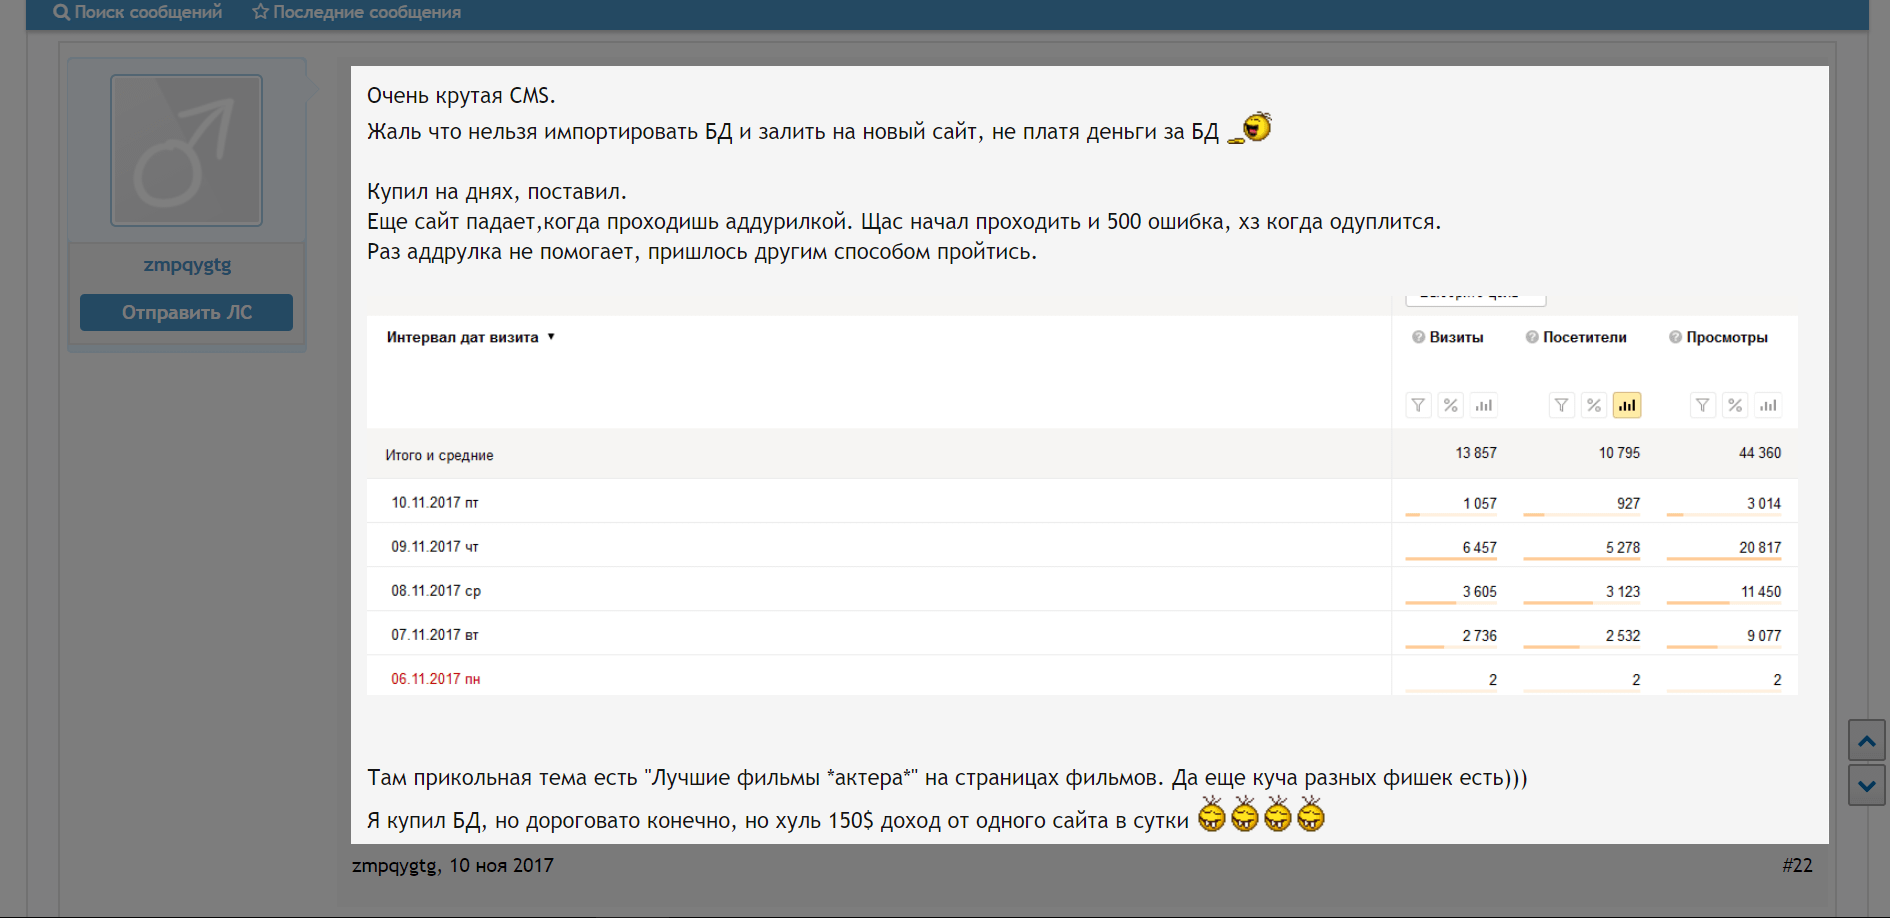 Поиск сообщений Последние сообщения
zmpqygtg
Отправить ЛС
Очень крутая CMS.
Жаль что нельзя импортировать БД и залить на новый сайт, не платя деньги за БД
Купил на днях, поставил.
Еще сайт падает,когда проходишь аддурилкой. Щас начал проходить и 500 ошибка, хз когда одуплится.
Раз аддрулка не помогает, пришлось другим способом пройтись.
Интервал дат визита ▼ Визиты Посетители Просмотры
Итого и средние 13 857 10 795 44 360
10.11.2017 пт 1 057 927 3 014
09.11.2017 чт 6 457 5 278 20 817
08.11.2017 ср 3 605 3 123 11 450
07.11.2017 вт 2 736 2 532 9 077
06.11.2017 пн 2 2 2
Там прикольная тема есть "Лучшие фильмы *актера*" на страницах фильмов. Да еще куча разных фишек есть)))
Я купил БД, но дороговато конечно, но хуль 150$ доход от одного сайта в сутки
zmpqygtg, 10 ноя 2017 #22